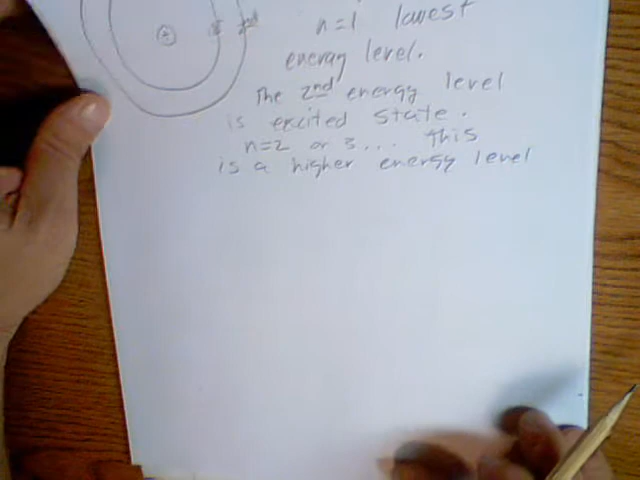 n=1 lowest
energy level.
The 2nd energy level
is excited state.
n=2 or 3... this
is a higher energy level